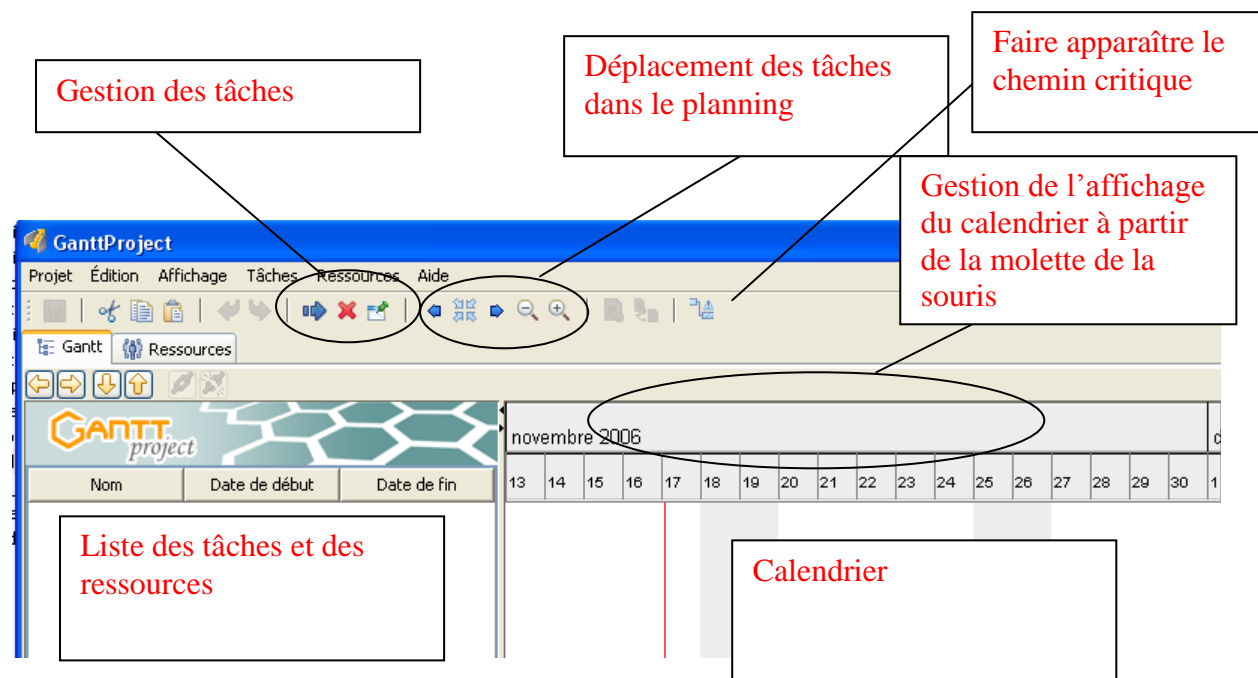 Faire apparaître le
chemin critique
Déplacement des tâches
dans le planning
Gestion des tâches
Gestion de l’affichage
du calendrier à partir
de la molette de la
souris
GanttProject
Projet Édition Affichage Tâches Ressources Aide
Gantt Ressources
GANTT
project
novembre 2006
Nom Date de début Date de fin
13 14 15 16 17 18 19 20 21 22 23 24 25 26 27 28 29 30 1
Liste des tâches et des
ressources
Calendrier